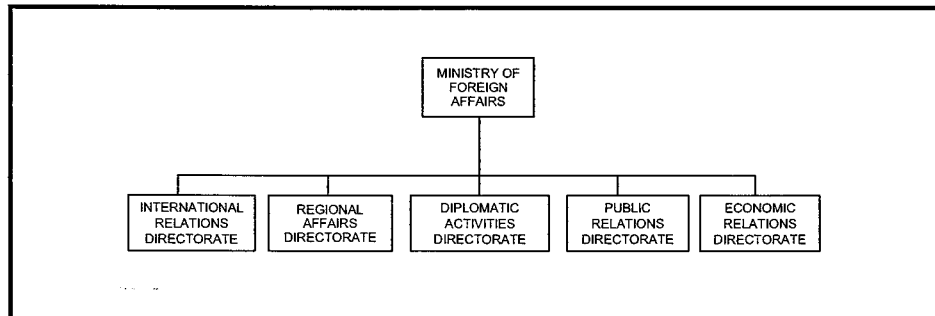 MINISTRY OF
FOREIGN
AFFAIRS
INTERNATIONAL
RELATIONS
DIRECTORATE
REGIONAL
AFFAIRS
DIRECTORATE
DIPLOMATIC
ACTIVITIES
DIRECTORATE
PUBLIC
RELATIONS
DIRECTORATE
ECONOMIC
RELATIONS
DIRECTORATE